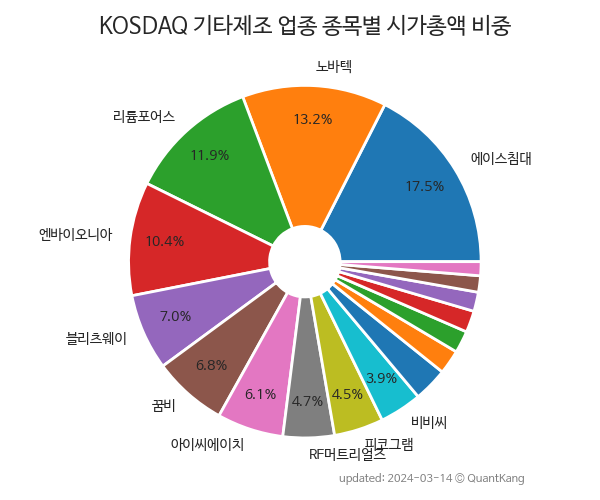 KOSDAQ 기타제조 업종 종목별 시가총액 비중
노바텍
13.2%
리튬포어스
11.9%
에이스침대
17.5%
엔바이오니아
10.4%
블리츠웨이
7.0%
꿈비
6.8%
아이씨에이치
6.1%
RF머트리얼즈
4.7%
피코그램
4.5%
비비씨
3.9%
updated: 2024-03-14 © QuantKang